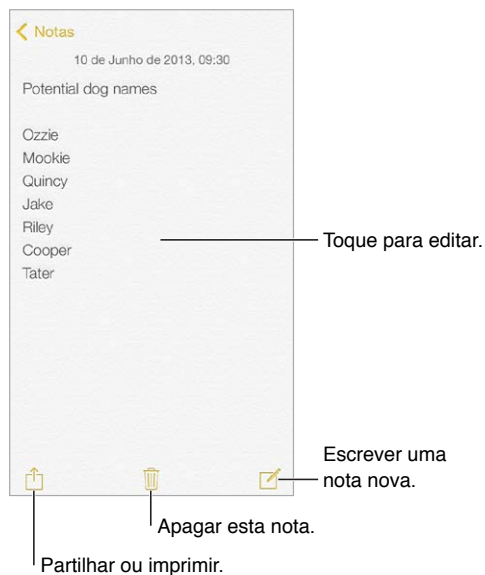 Notas
10 de Junho de 2013, 09:30
Potential dog names
Ozzie
Mookie
Quincy
Jake
Riley
Cooper
Tater
Toque para editar.
Escrever uma
nota nova.
Apagar esta nota.
Partilhar ou imprimir.